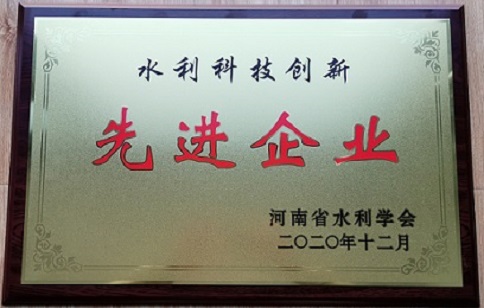 水利科技创新
先进企业
河南省水利学会
二〇二〇年十二月